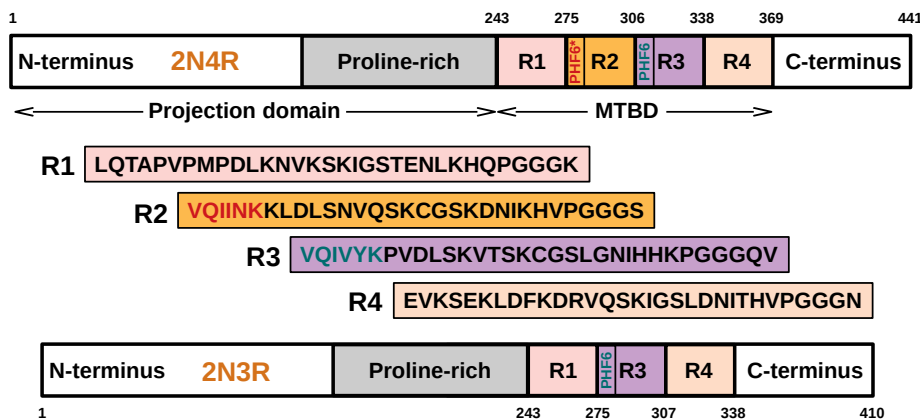 1 243 275 306 338 369 441
N-terminus 2N4R Proline-rich R1 PHF6* R2 PHF6 R3 R4 C-terminus
Projection domain MTBD
R1 LQTAPVPMPDLKNVKSKIGSTENLKHQPGGGK
R2 VQIINKKLDLSNVQSKCGSKDNIKHVPGGGS
R3 VQIVYKPVDLSKVTSKCGSLGNIHHKPGGGQV
R4 EVKSEKLDFKDRVQSKIGSLDNITHVPGGGN
N-terminus 2N3R Proline-rich R1 PHF6 R3 R4 C-terminus
1 243 275 307 338 410